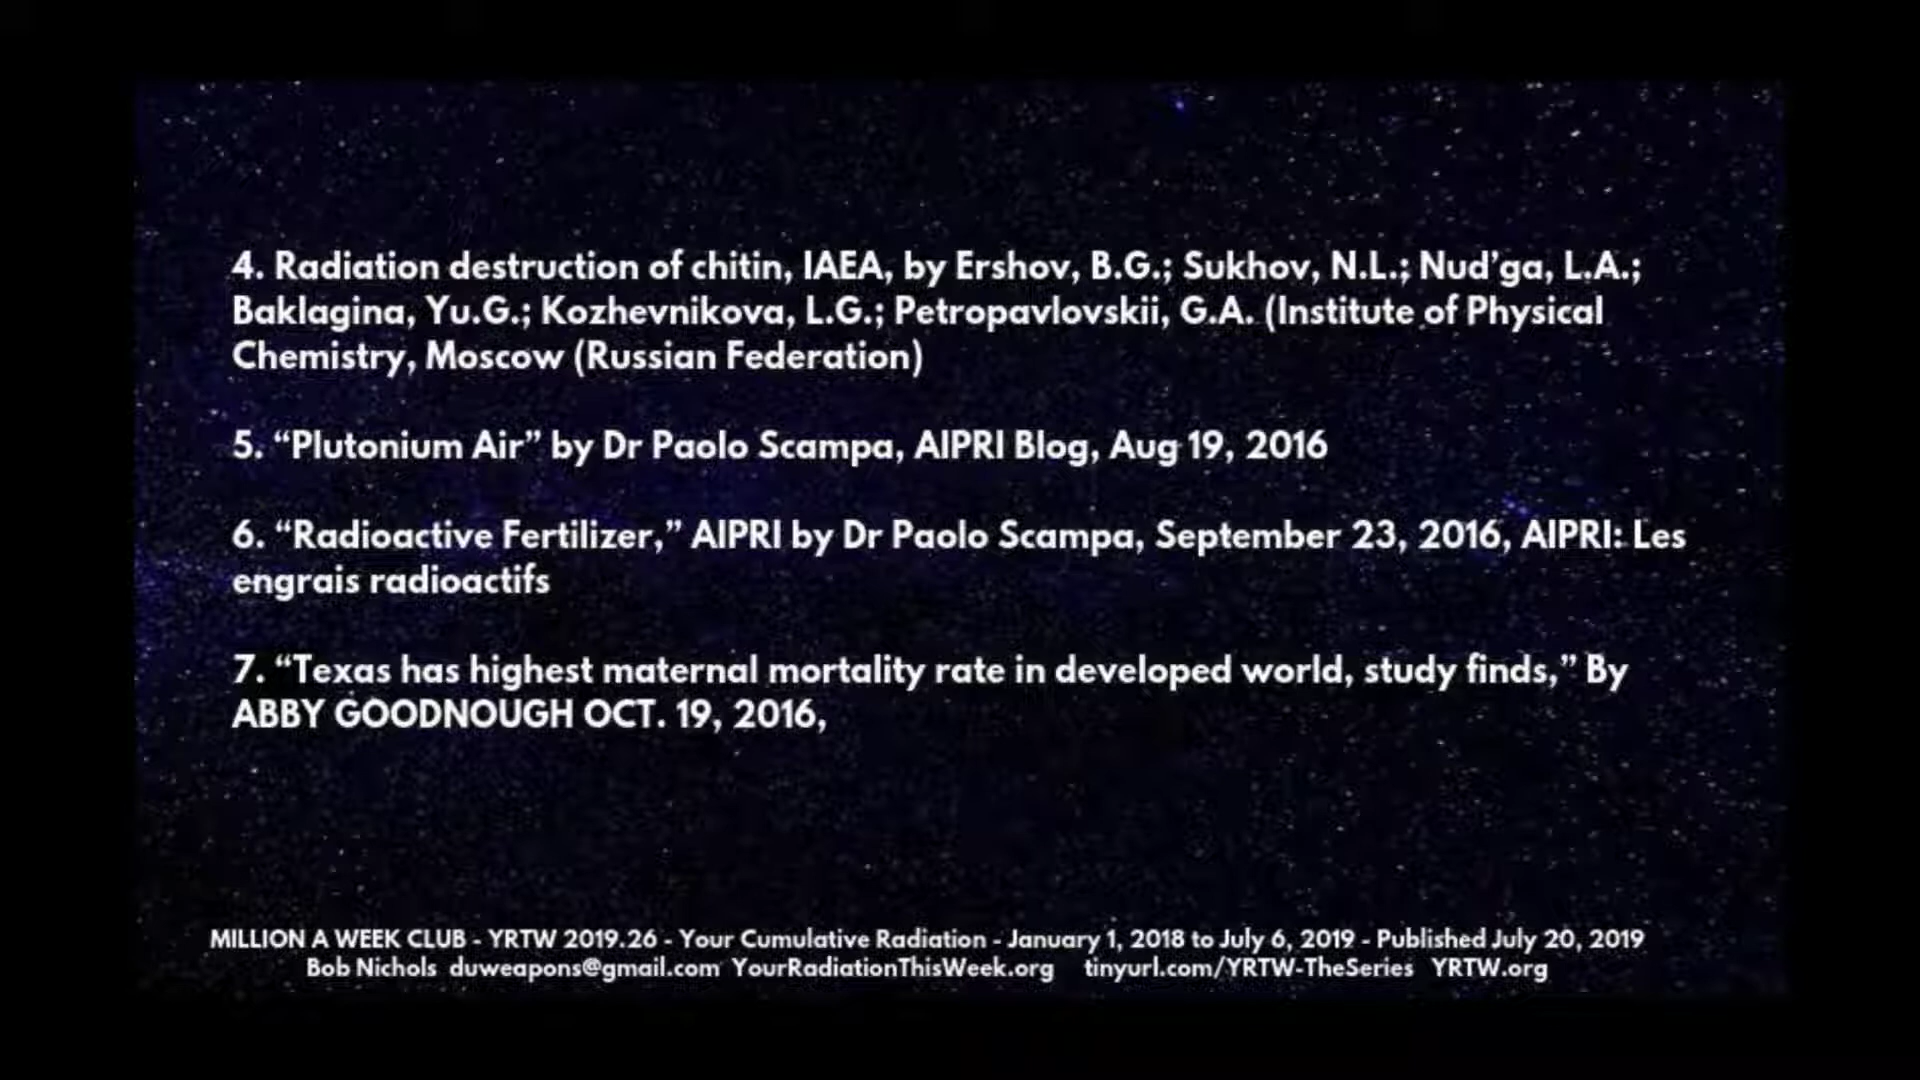 4. Radiation destruction of chitin, IAEA, by Ershov, B.G.; Sukhov, N.L.; Nud’ga, L.A.;
Baklagina, Yu.G.; Kozhevnikova, L.G.; Petropavlovskii, G.A. (Institute of Physical
Chemistry, Moscow (Russian Federation)
5. “Plutonium Air” by Dr Paolo Scampa, AIPRI Blog, Aug 19, 2016
6. “Radioactive Fertilizer,” AIPRI by Dr Paolo Scampa, September 23, 2016, AIPRI: Les
engrais radioactifs
7. “Texas has highest maternal mortality rate in developed world, study finds,” By
ABBY GOODNOUGH OCT. 19, 2016,
MILLION A WEEK CLUB - YRTW 2019.26 - Your Cumulative Radiation - January 1, 2018 to July 6, 2019 - Published July 20, 2019
Bob Nichols duweapons@gmail.com YourRadiationThisWeek.org tinyurl.com/YRTW-TheSeries YRTW.org